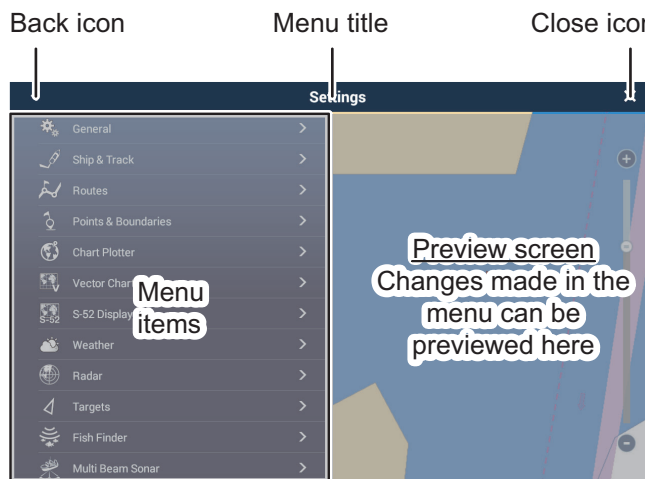 Back icon
Menu title
Close icon
Settings
General
Ship & Track
Routes
Points & Boundaries
Chart Plotter
V
Vector Char
S-52
S-52 Display
Weather
Radar
Targets
Fish Finder
Multi Beam Sonar
Menu
items
Preview screen
Changes made in the
menu can be
previewed here